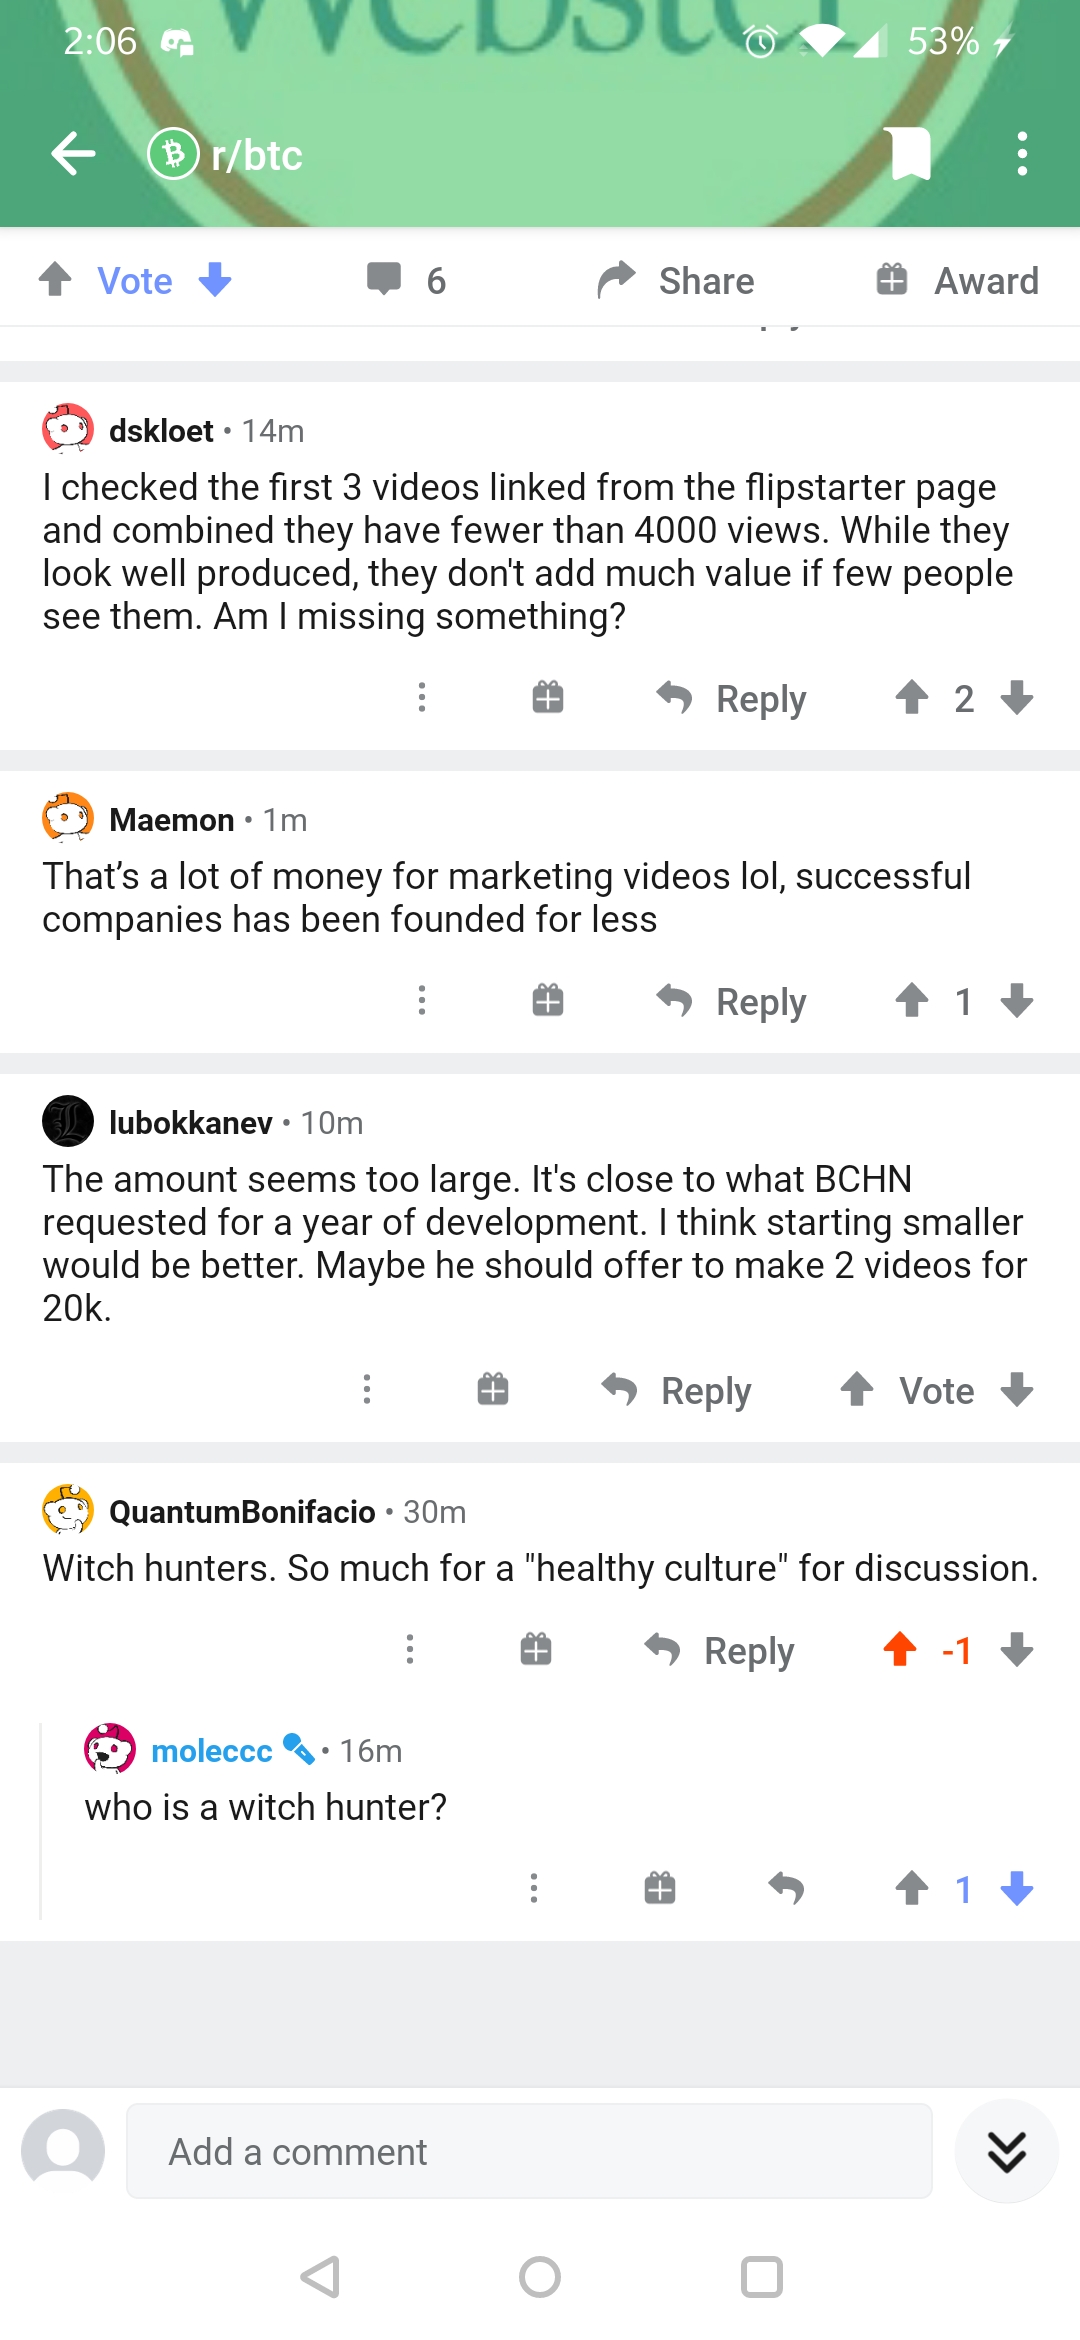 Webster
2:06
53%
r/btc
Vote
6
Share
Award
dskloet • 14m
I checked the first 3 videos linked from the flipstarter page
and combined they have fewer than 4000 views. While they
look well produced, they don't add much value if few people
see them. Am I missing something?
Reply
2
Maemon • 1m
That’s a lot of money for marketing videos lol, successful
companies has been founded for less
Reply
1
lubokkanev • 10m
The amount seems too large. It's close to what BCHN
requested for a year of development. I think starting smaller
would be better. Maybe he should offer to make 2 videos for
20k.
Reply
Vote
QuantumBonifacio • 30m
Witch hunters. So much for a "healthy culture" for discussion.
Reply
-1
moleccc • 16m
who is a witch hunter?
1
Add a comment